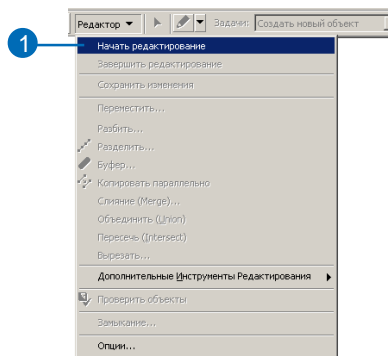 Редактор Задачи: Создать новый объект
1
Начать редактирование
Завершить редактирование
Сохранить изменения
Переместить...
Разбить...
Разделить...
Буфер...
Копировать параллельно
Слияние (Merge)...
Объединить (Union)
Пересечь (Intersect)
Вырезать...
Дополнительные Инструменты Редактирования
Проверить объекты
Замыкание...
Опции...